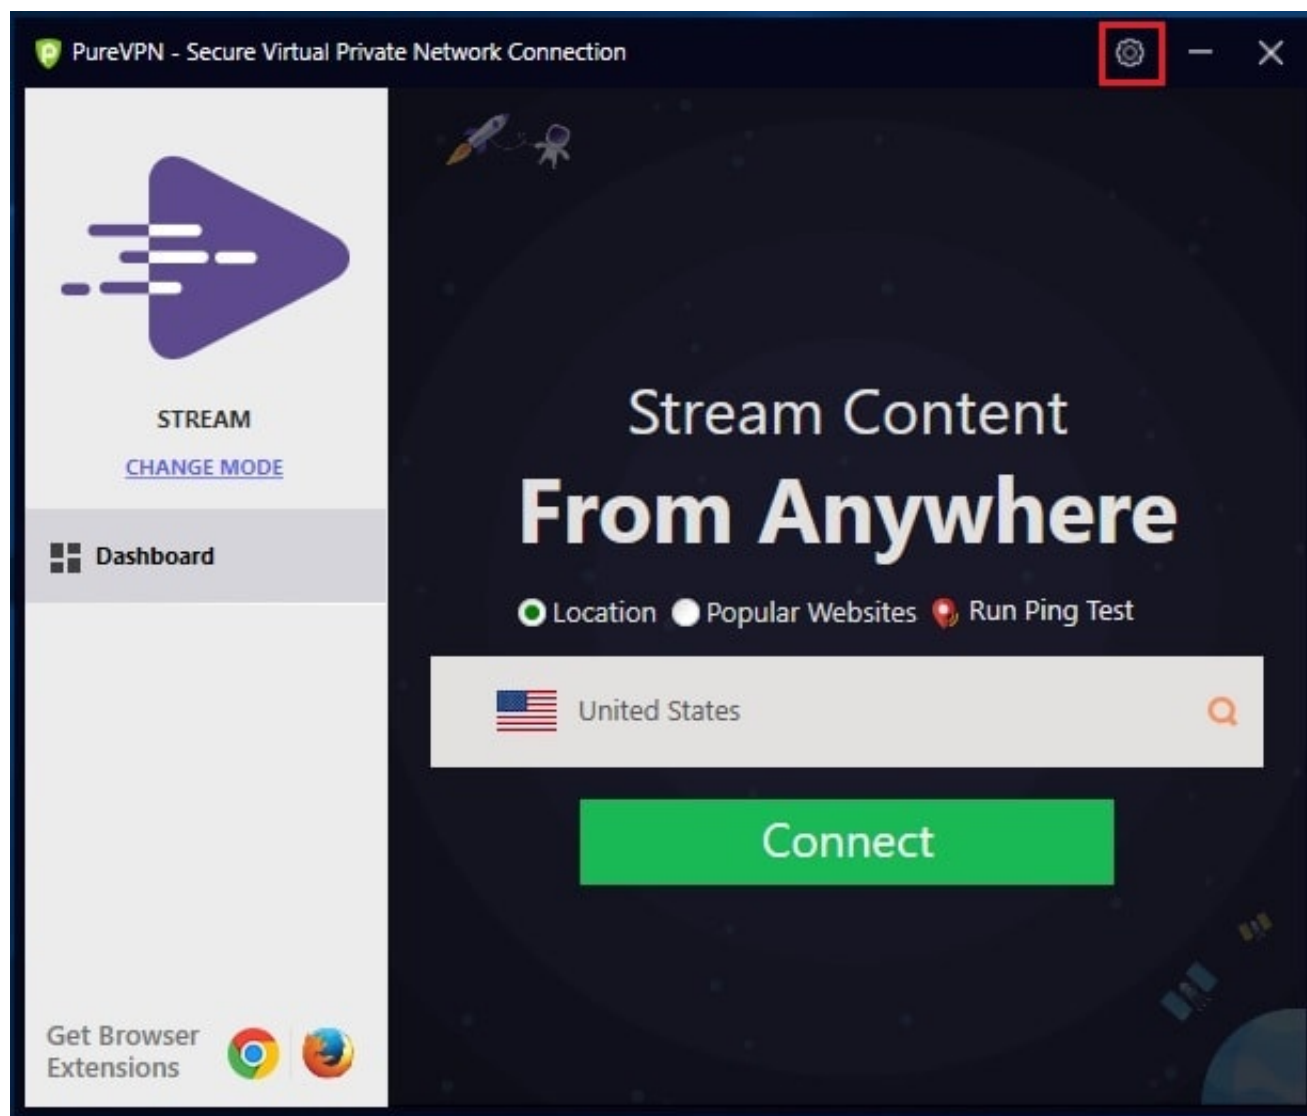 PureVPN - Secure Virtual Private Network Connection
STREAM
CHANGE MODE
Dashboard
Get Browser
Extensions
Stream Content
From Anywhere
Location Popular Websites Run Ping Test
United States
Connect